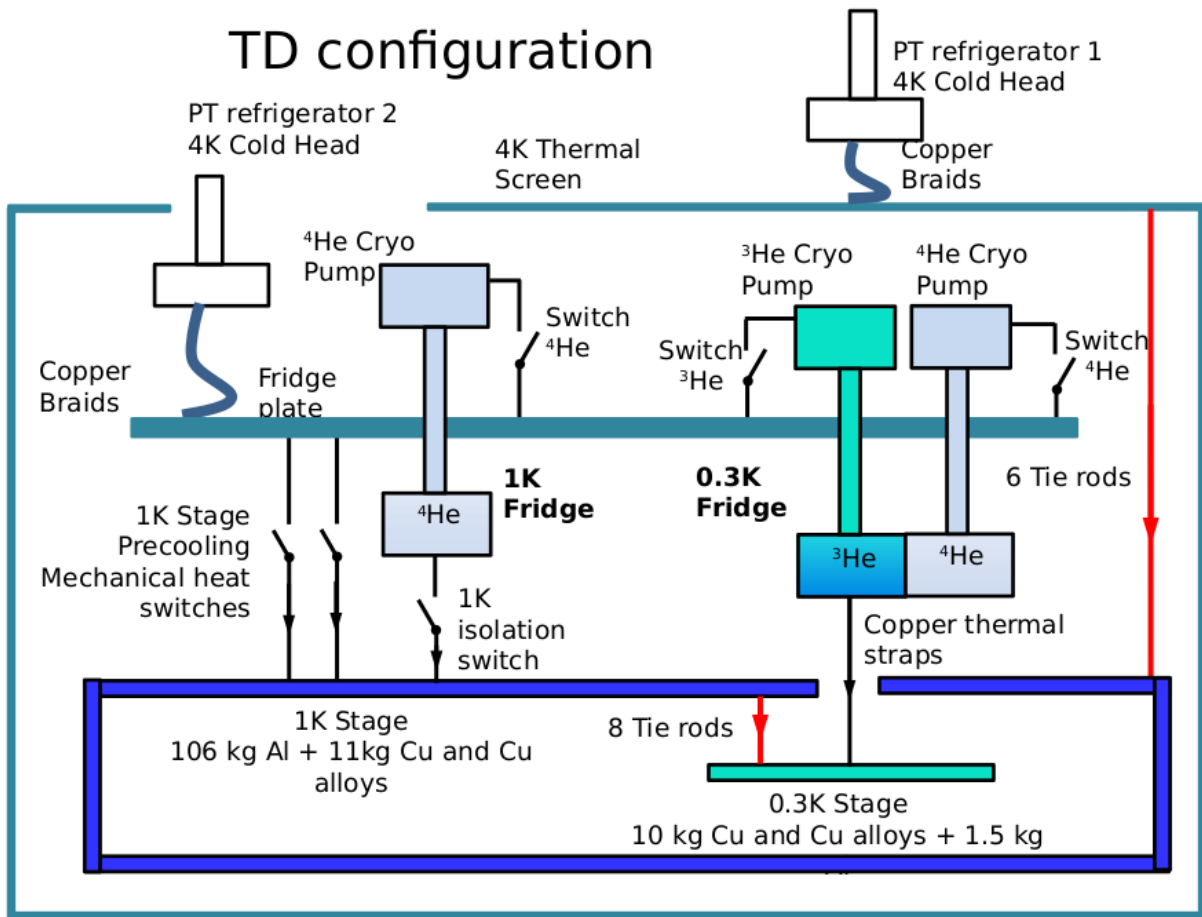 TD configuration
PT refrigerator 1
4K Cold Head
PT refrigerator 2
4K Cold Head
4K Thermal
Screen
Copper
Braids
⁴He Cryo
Pump
³He Cryo
Pump
⁴He Cryo
Pump
Switch
⁴He
Switch
³He
Switch
⁴He
Copper
Braids
Fridge
plate
1K
Fridge
0.3K
Fridge
6 Tie rods
⁴He
³He
⁴He
1K Stage
Precooling
Mechanical heat
switches
1K
isolation
switch
Copper thermal
straps
1K Stage
106 kg Al + 11kg Cu and Cu
alloys
8 Tie rods
0.3K Stage
10 kg Cu and Cu alloys + 1.5 kg